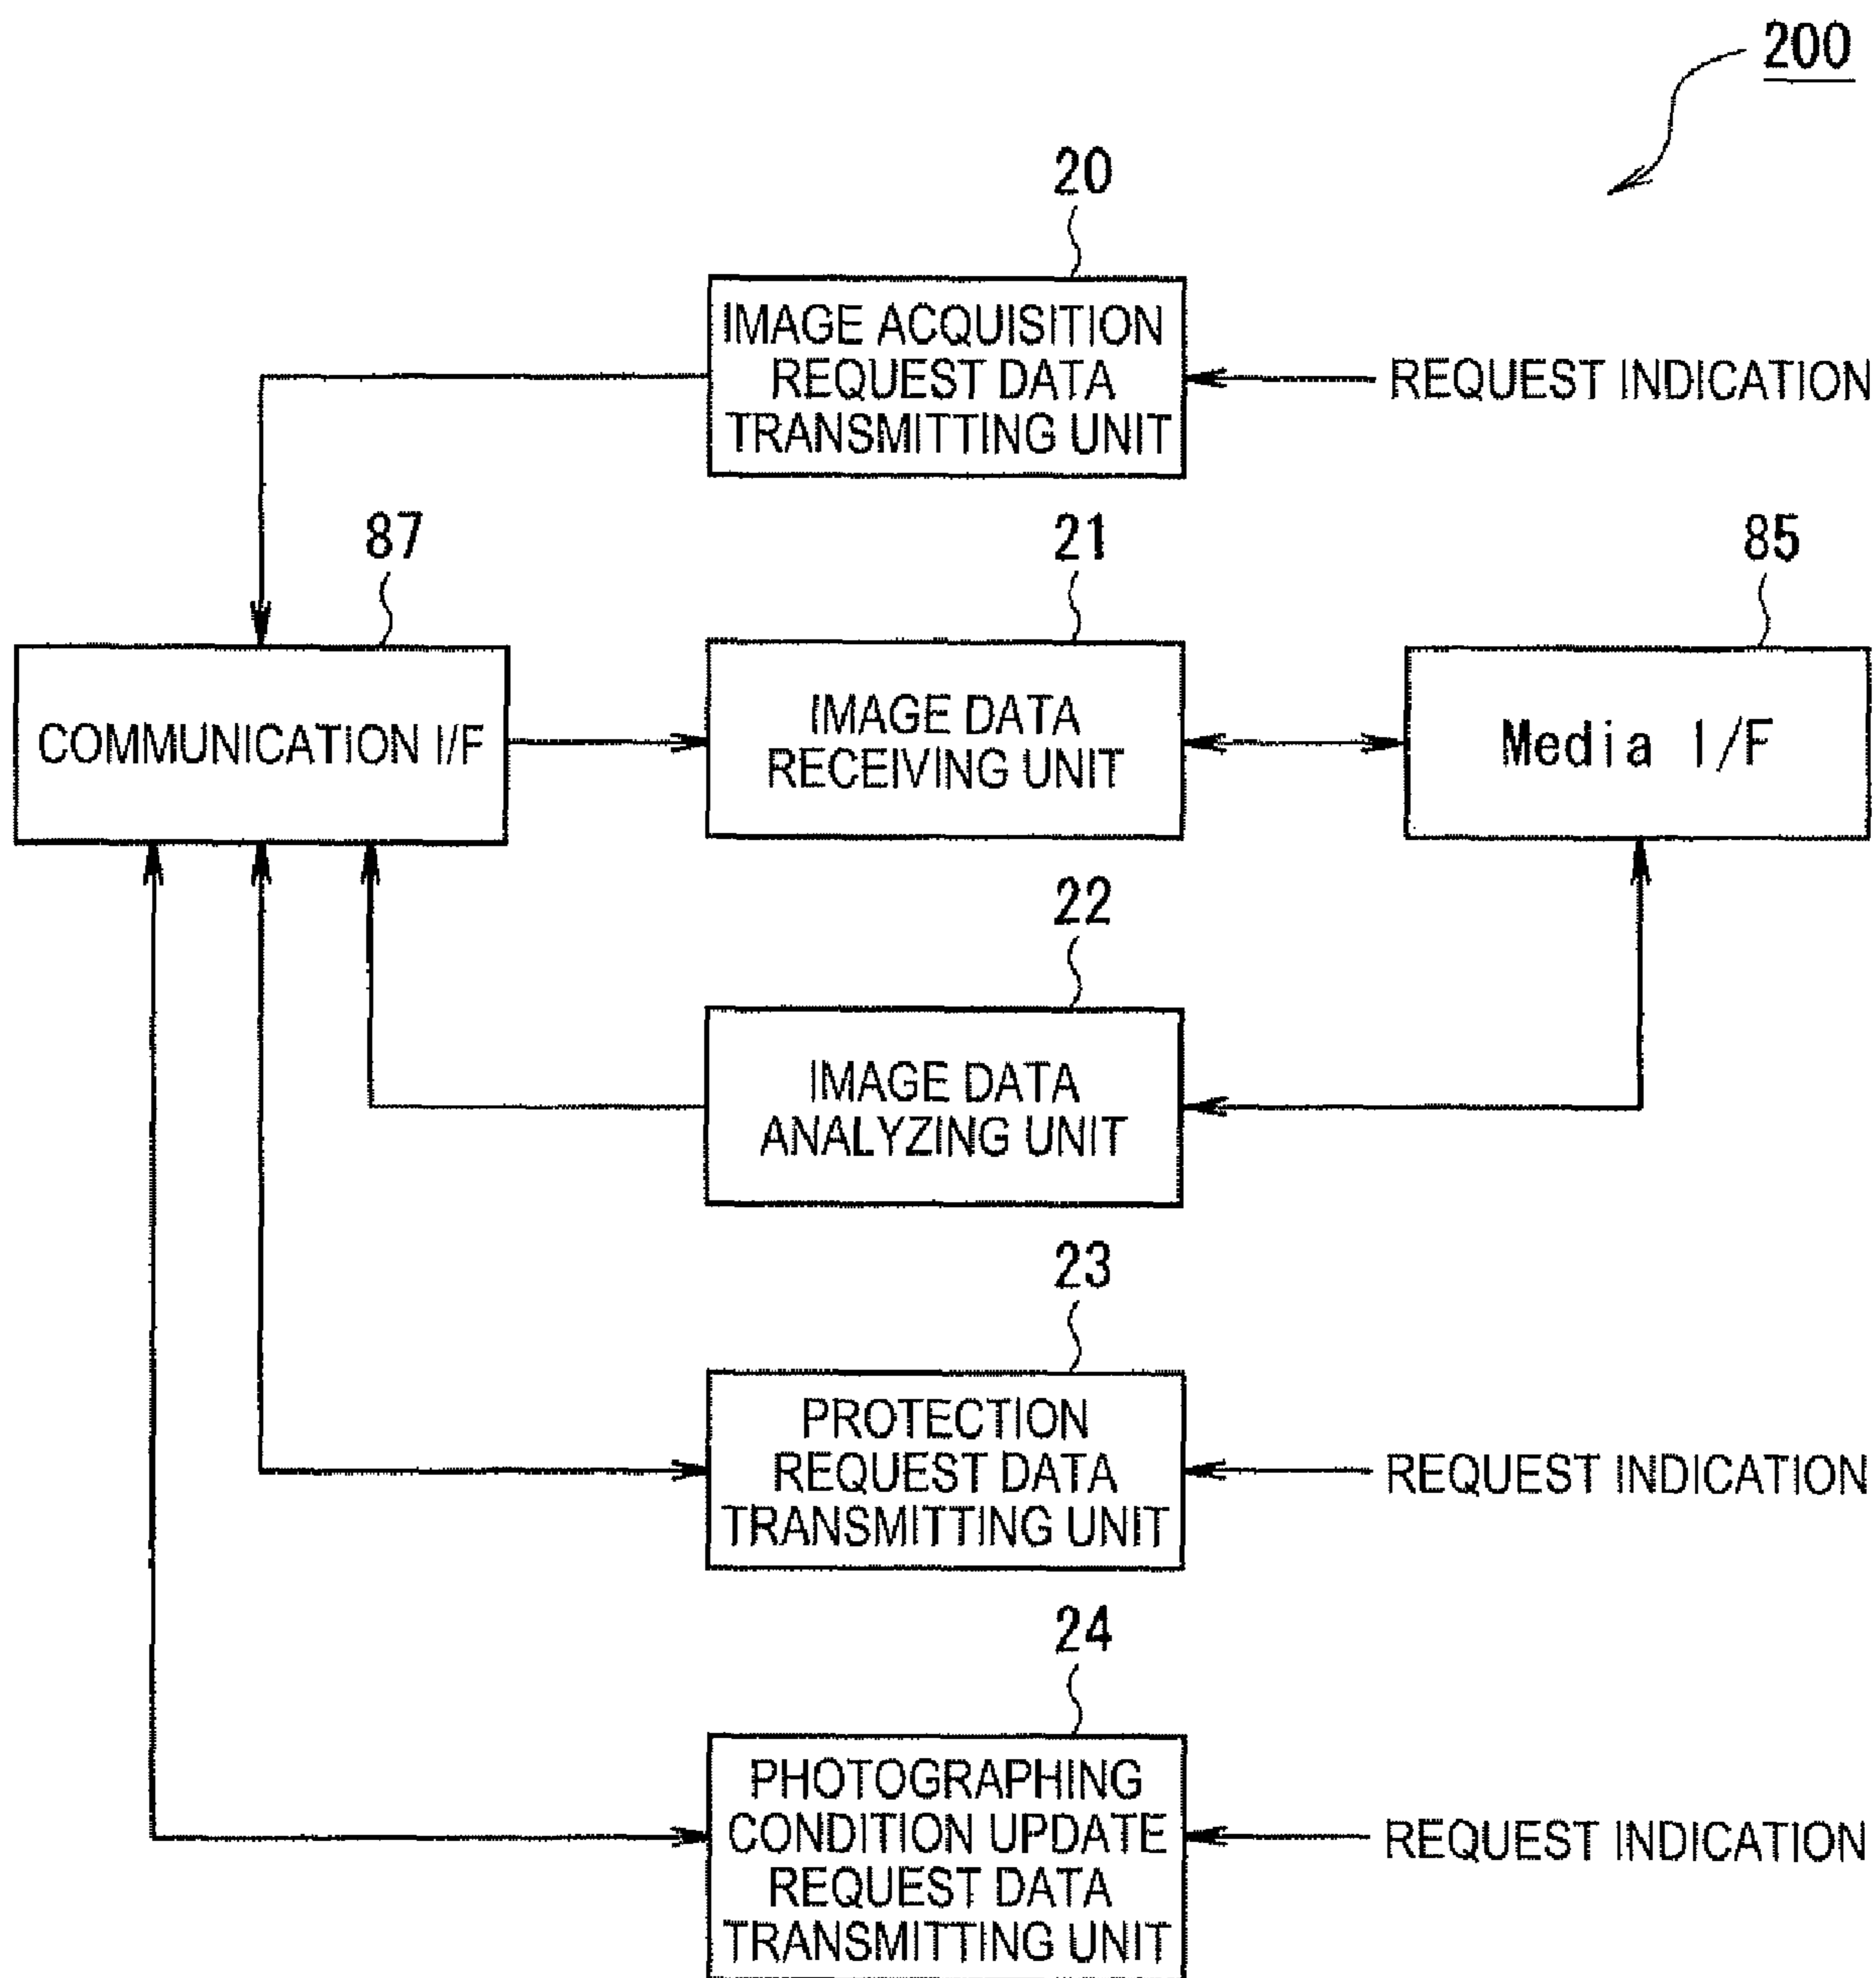 200
20
IMAGE ACQUISITION
REQUEST DATA
TRANSMITTING UNIT
REQUEST INDICATION
87
COMMUNICATION I/F
21
IMAGE DATA
RECEIVING UNIT
85
Media I/F
22
IMAGE DATA
ANALYZING UNIT
23
PROTECTION
REQUEST DATA
TRANSMITTING UNIT
REQUEST INDICATION
24
PHOTOGRAPHING
CONDITION UPDATE
REQUEST DATA
TRANSMITTING UNIT
REQUEST INDICATION